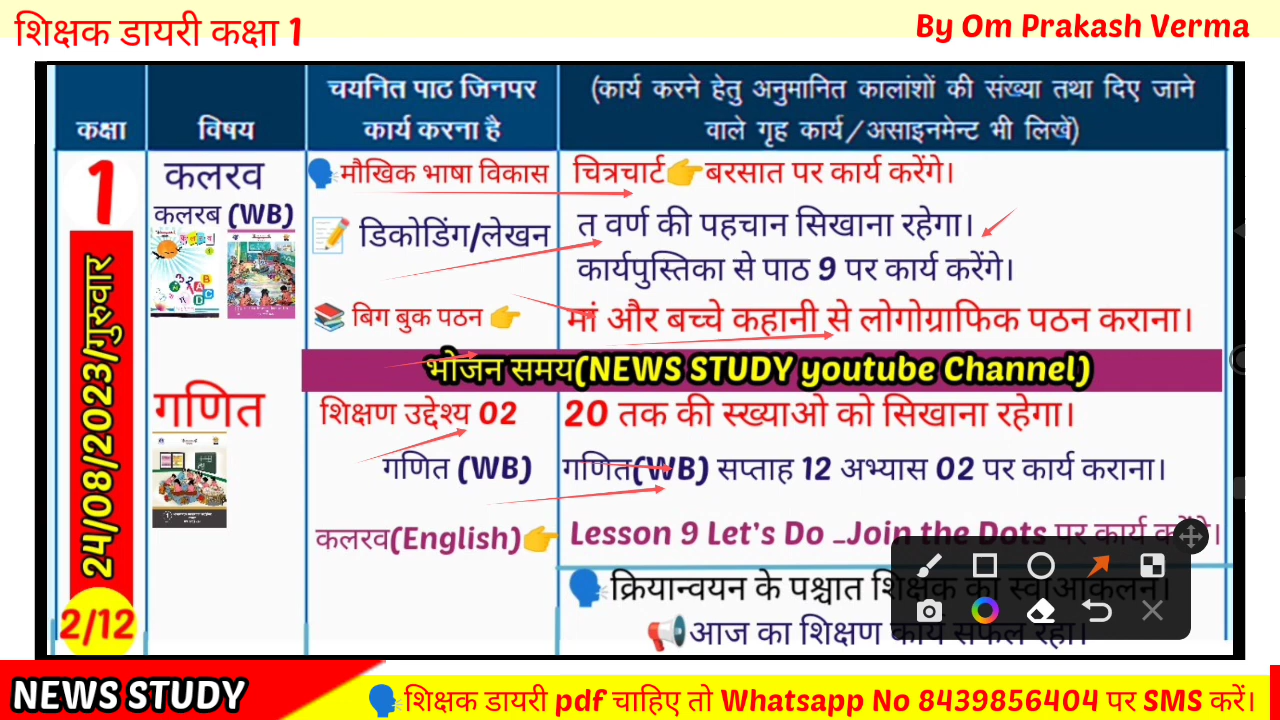 शिक्षक डायरी कक्षा 1
By Om Prakash Verma
कक्षा
विषय
चयनित पाठ जिनपर
कार्य करना है
(कार्य करने हेतु अनुमानित कालांशों की संख्या तथा दिए जाने
वाले गृह कार्य/असाइनमेन्ट भी लिखें)
1
24/08/2023/गुरुवार
2/12
कलरव
कलरब (WB)
मौखिक भाषा विकास
चित्रचार्ट👉बरसात पर कार्य करेंगे।
डिकोडिंग/लेखन
त वर्ण की पहचान सिखाना रहेगा।
कार्यपुस्तिका से पाठ 9 पर कार्य करेंगे।
बिग बुक पठन 👉
मां और बच्चे कहानी से लोगोग्राफिक पठन कराना।
भोजन समय(NEWS STUDY youtube Channel)
गणित
शिक्षण उद्देश्य 02
20 तक की स्ख्याओ को सिखाना रहेगा।
गणित (WB)
गणित(WB) सप्ताह 12 अभ्यास 02 पर कार्य कराना।
कलरव(English)👉
Lesson 9 Let's Do _Join the Dots पर कार्य करेंगे।
क्रियान्वयन के पश्चात शिक्षक का स्वाआकलन।
आज का शिक्षण कार्य सफल रहा।
NEWS STUDY
शिक्षक डायरी pdf चाहिए तो Whatsapp No 8439856404 पर SMS करें।